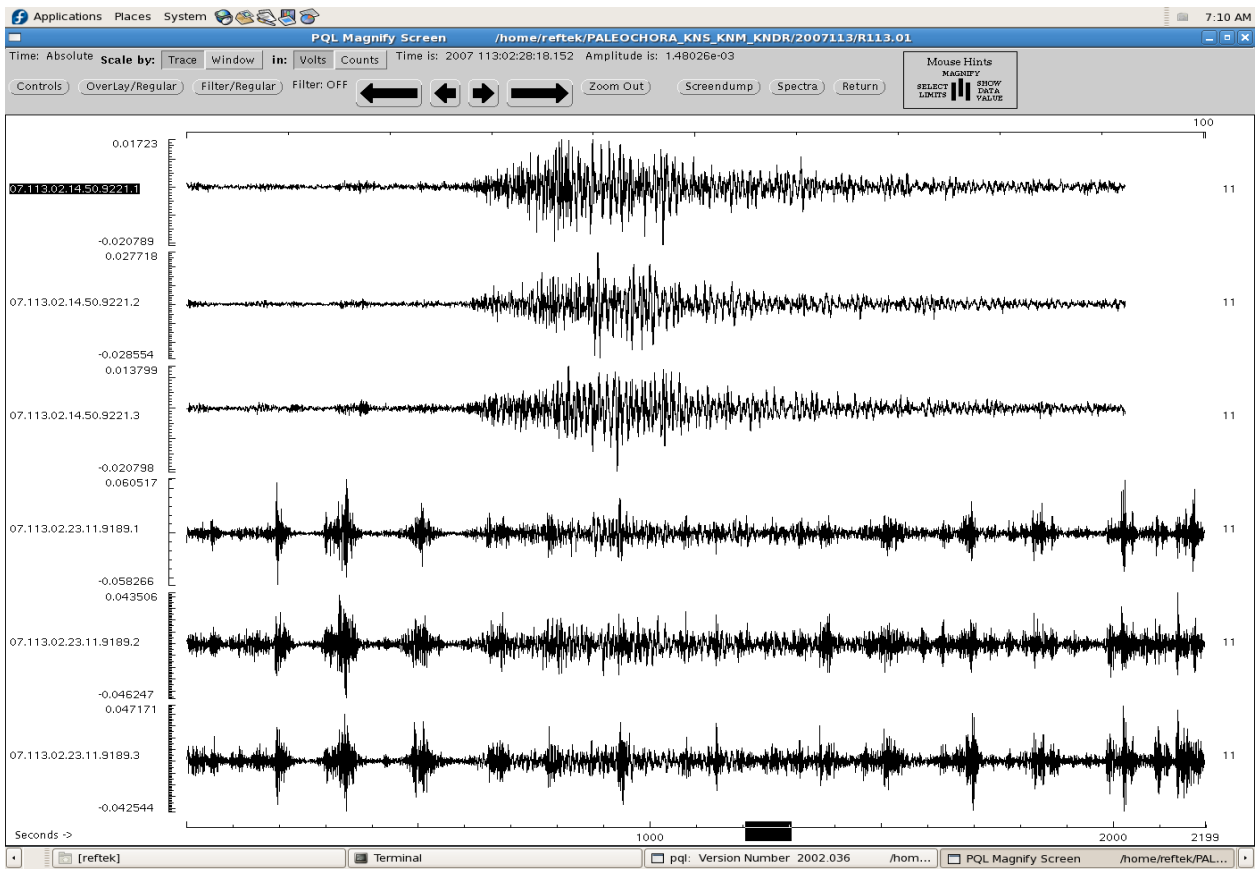 Applications Places System 7:10 AM
PQL Magnify Screen /home/reftek/PALEOCHORA_KNS_KNM_KNDR/2007113/R113.01
Time: Absolute Scale by: Trace Window in: Volts Counts Time is: 2007 113:02:28:18.152 Amplitude is: 1.48026e-03
Controls OverLay/Regular Filter/Regular Filter: OFF Zoom Out Screendump Spectra Return
Mouse Hints
MAGNIFY
SELECT LIMITS
SHOW DATA VALUE
100
0.01723
07.113.02.14.50.9221.1 11
-0.020789
0.027718
07.113.02.14.50.9221.2 11
-0.028554
0.013799
07.113.02.14.50.9221.3 11
-0.020798
0.060517
07.113.02.23.11.9189.1 11
-0.058266
0.043506
07.113.02.23.11.9189.2 11
-0.046247
0.047171
07.113.02.23.11.9189.3 11
-0.042544
Seconds -> 1000 2000 2199
[reftek] Terminal pql: Version Number 2002.036 /hom... PQL Magnify Screen /home/reftek/PAL...